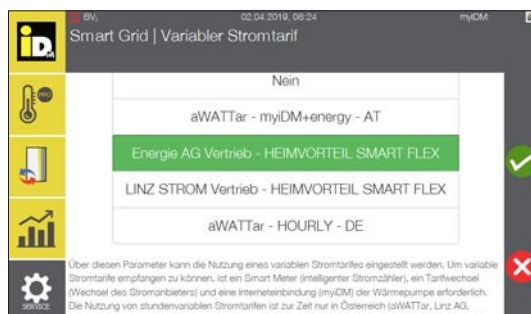 BV,
02.04.2019, 08:24
myIDM:
iDM
Smart Grid | Variabler Stromtarif
PRO
Nein
aWATTar - myiDM+energy - AT
Energie AG Vertrieb - HEIMVORTEIL SMART FLEX
LINZ STROM Vertrieb - HEIMVORTEIL SMART FLEX
aWATTar - HOURLY - DE
SERVICE
Über diesen Parameter kann die Nutzung eines variablen Stromtarifes eingestellt werden. Um variable
Stromtarife empfangen zu können, ist ein Smart Meter (intelligenter Stromzähler), ein Tarifwechsel
(Wechsel des Stromanbieters) und eine Interneteinbindung (myiDM) der Wärmepumpe erforderlich.
Die Nutzung von stundenvariablen Stromtarifen ist zur Zeit nur in Österreich (aWATTar, Linz AG,